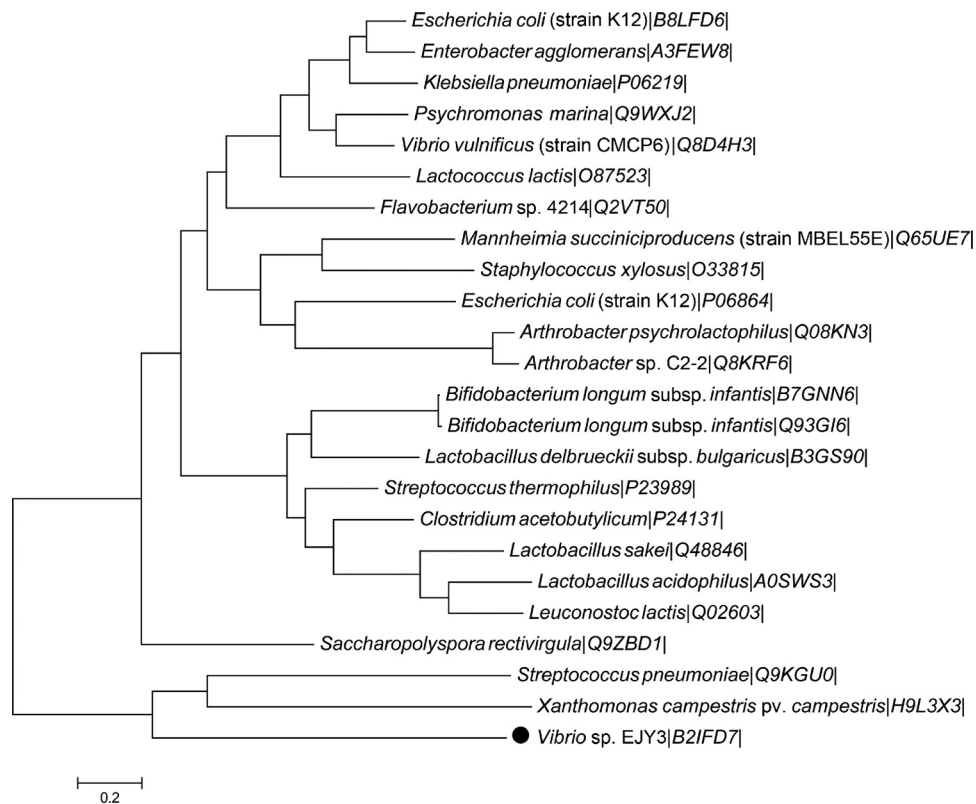 Escherichia coli (strain K12)|B8LFD6|
Enterobacter agglomerans|A3FEW8|
Klebsiella pneumoniae|P06219|
Psychromonas marina|Q9WXJ2|
Vibrio vulnificus (strain CMCP6)|Q8D4H3|
Lactococcus lactis|O87523|
Flavobacterium sp. 4214|Q2VT50|
Mannheimia succiniciproducens (strain MBEL55E)|Q65UE7|
Staphylococcus xylosus|O33815|
Escherichia coli (strain K12)|P06864|
Arthrobacter psychrolactophilus|Q08KN3|
Arthrobacter sp. C2-2|Q8KRF6|
Bifidobacterium longum subsp. infantis|B7GNN6|
Bifidobacterium longum subsp. infantis|Q93GI6|
Lactobacillus delbrueckii subsp. bulgaricus|B3GS90|
Streptococcus thermophilus|P23989|
Clostridium acetobutylicum|P24131|
Lactobacillus sakei|Q48846|
Lactobacillus acidophilus|A0SWS3|
Leuconostoc lactis|Q02603|
Saccharopolyspora rectivirgula|Q9ZBD1|
Streptococcus pneumoniae|Q9KGU0|
Xanthomonas campestris pv. campestris|H9L3X3|
Vibrio sp. EJY3|B2IFD7|
0.2